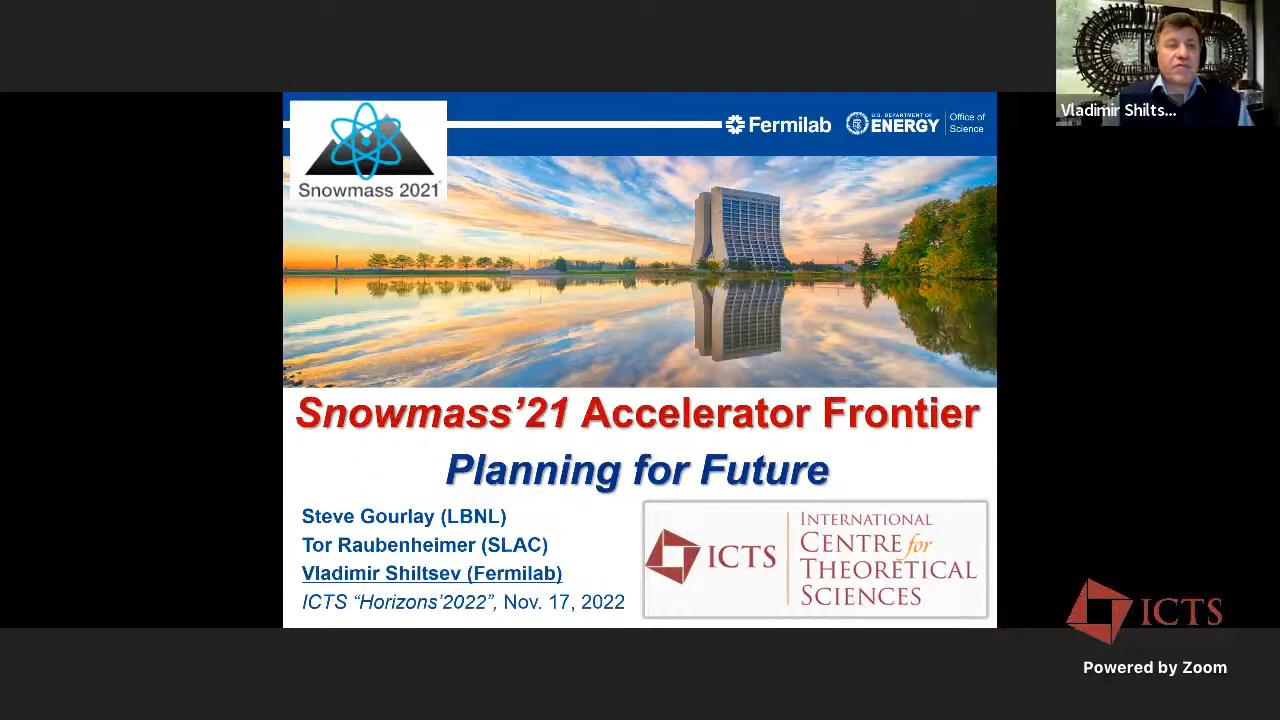 Vladimir Shilts...
Snowmass 2021
Fermilab
U.S. DEPARTMENT OF
ENERGY
Office of
Science
Snowmass’21 Accelerator Frontier
Planning for Future
Steve Gourlay (LBNL)
Tor Raubenheimer (SLAC)
Vladimir Shiltsev (Fermilab)
ICTS “Horizons’2022”, Nov. 17, 2022
ICTS
INTERNATIONAL
CENTRE for
THEORETICAL
SCIENCES
ICTS
Powered by Zoom